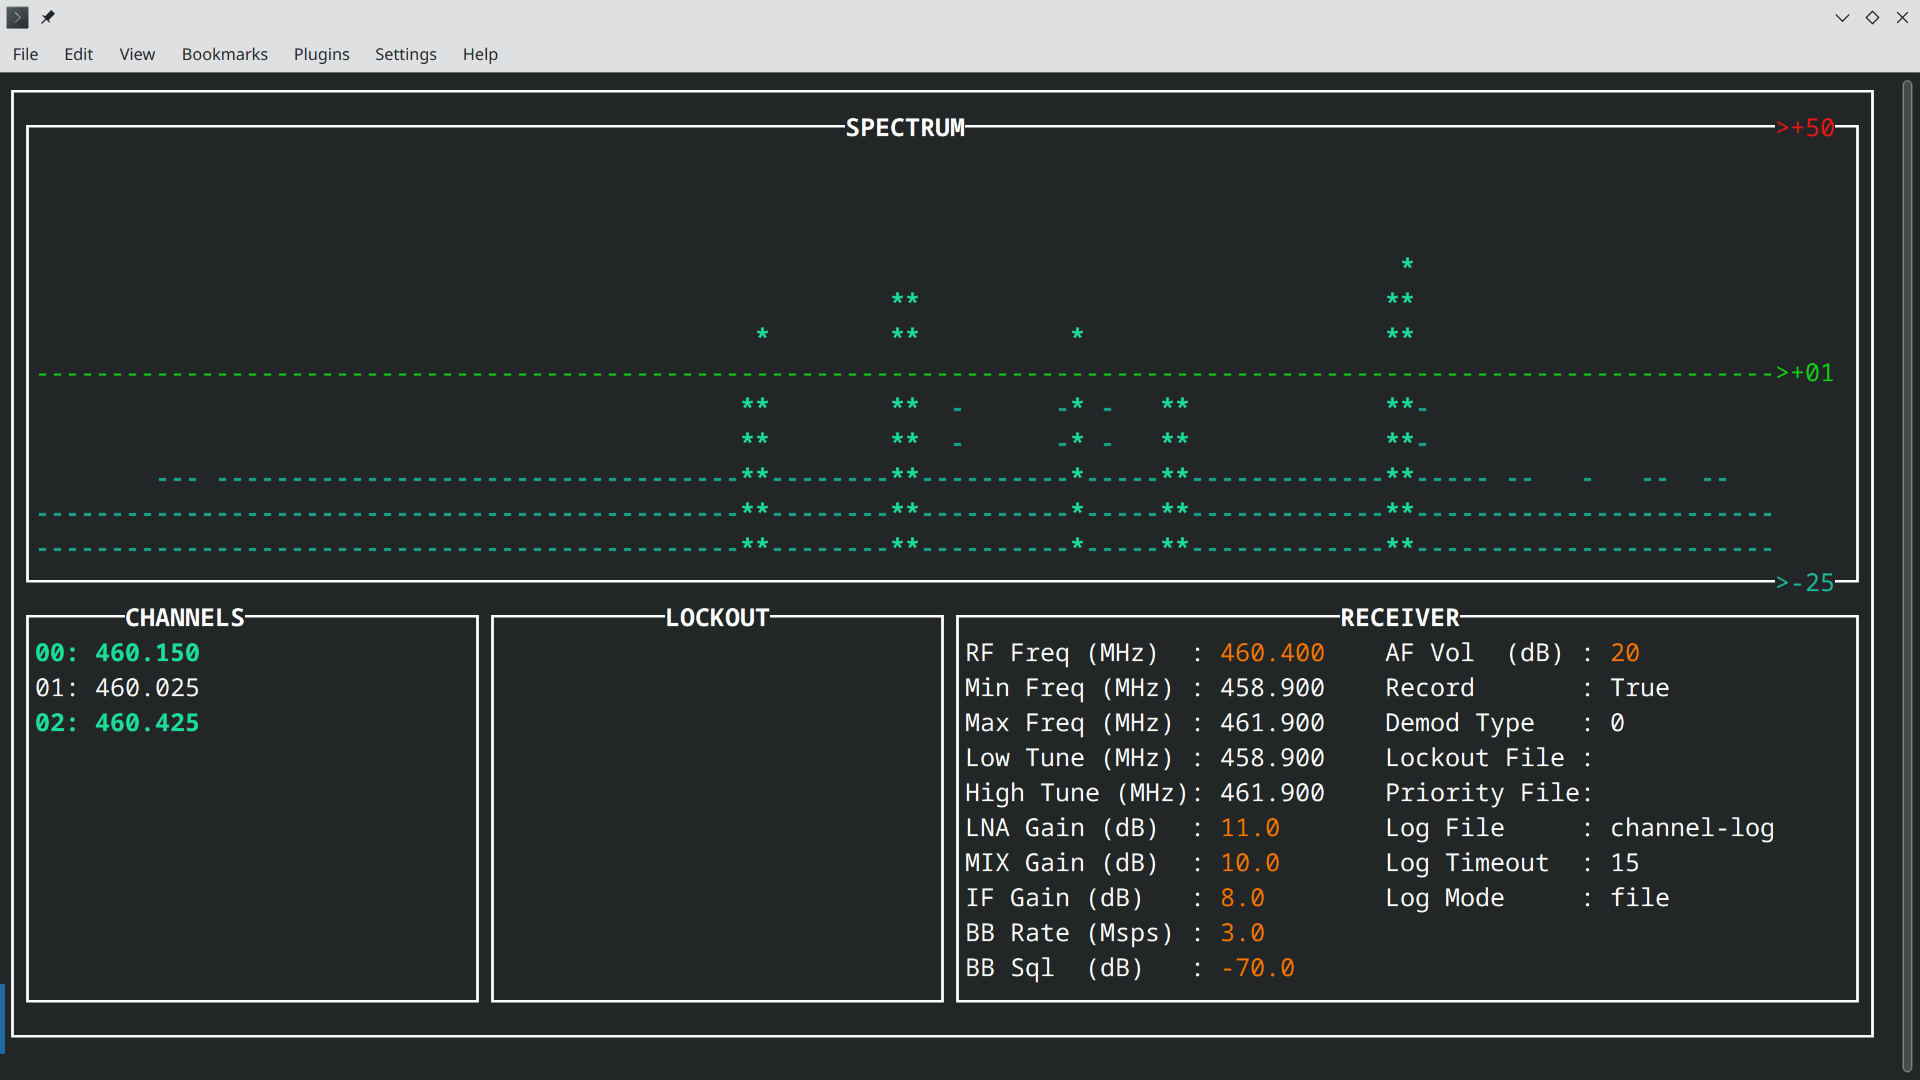 File Edit View Bookmarks Plugins Settings Help
SPECTRUM >+50
*
** **
* ** * **
---------------------------------------------------------------------------------------------------------------------->+01
** ** - -* - ** **-
** ** - -* - ** **-
--- -----------------------------------**--------**----------*-----**-------------**----- -- - -- --
-----------------------------------------------**--------**----------*-----**-------------**------------------------
-----------------------------------------------**--------**----------*-----**-------------**------------------------
>-25
CHANNELS
00: 460.150
01: 460.025
02: 460.425
LOCKOUT
RECEIVER
RF Freq (MHz) : 460.400 AF Vol (dB) : 20
Min Freq (MHz) : 458.900 Record : True
Max Freq (MHz) : 461.900 Demod Type : 0
Low Tune (MHz) : 458.900 Lockout File :
High Tune (MHz): 461.900 Priority File:
LNA Gain (dB) : 11.0 Log File : channel-log
MIX Gain (dB) : 10.0 Log Timeout : 15
IF Gain (dB) : 8.0 Log Mode : file
BB Rate (Msps) : 3.0
BB Sql (dB) : -70.0